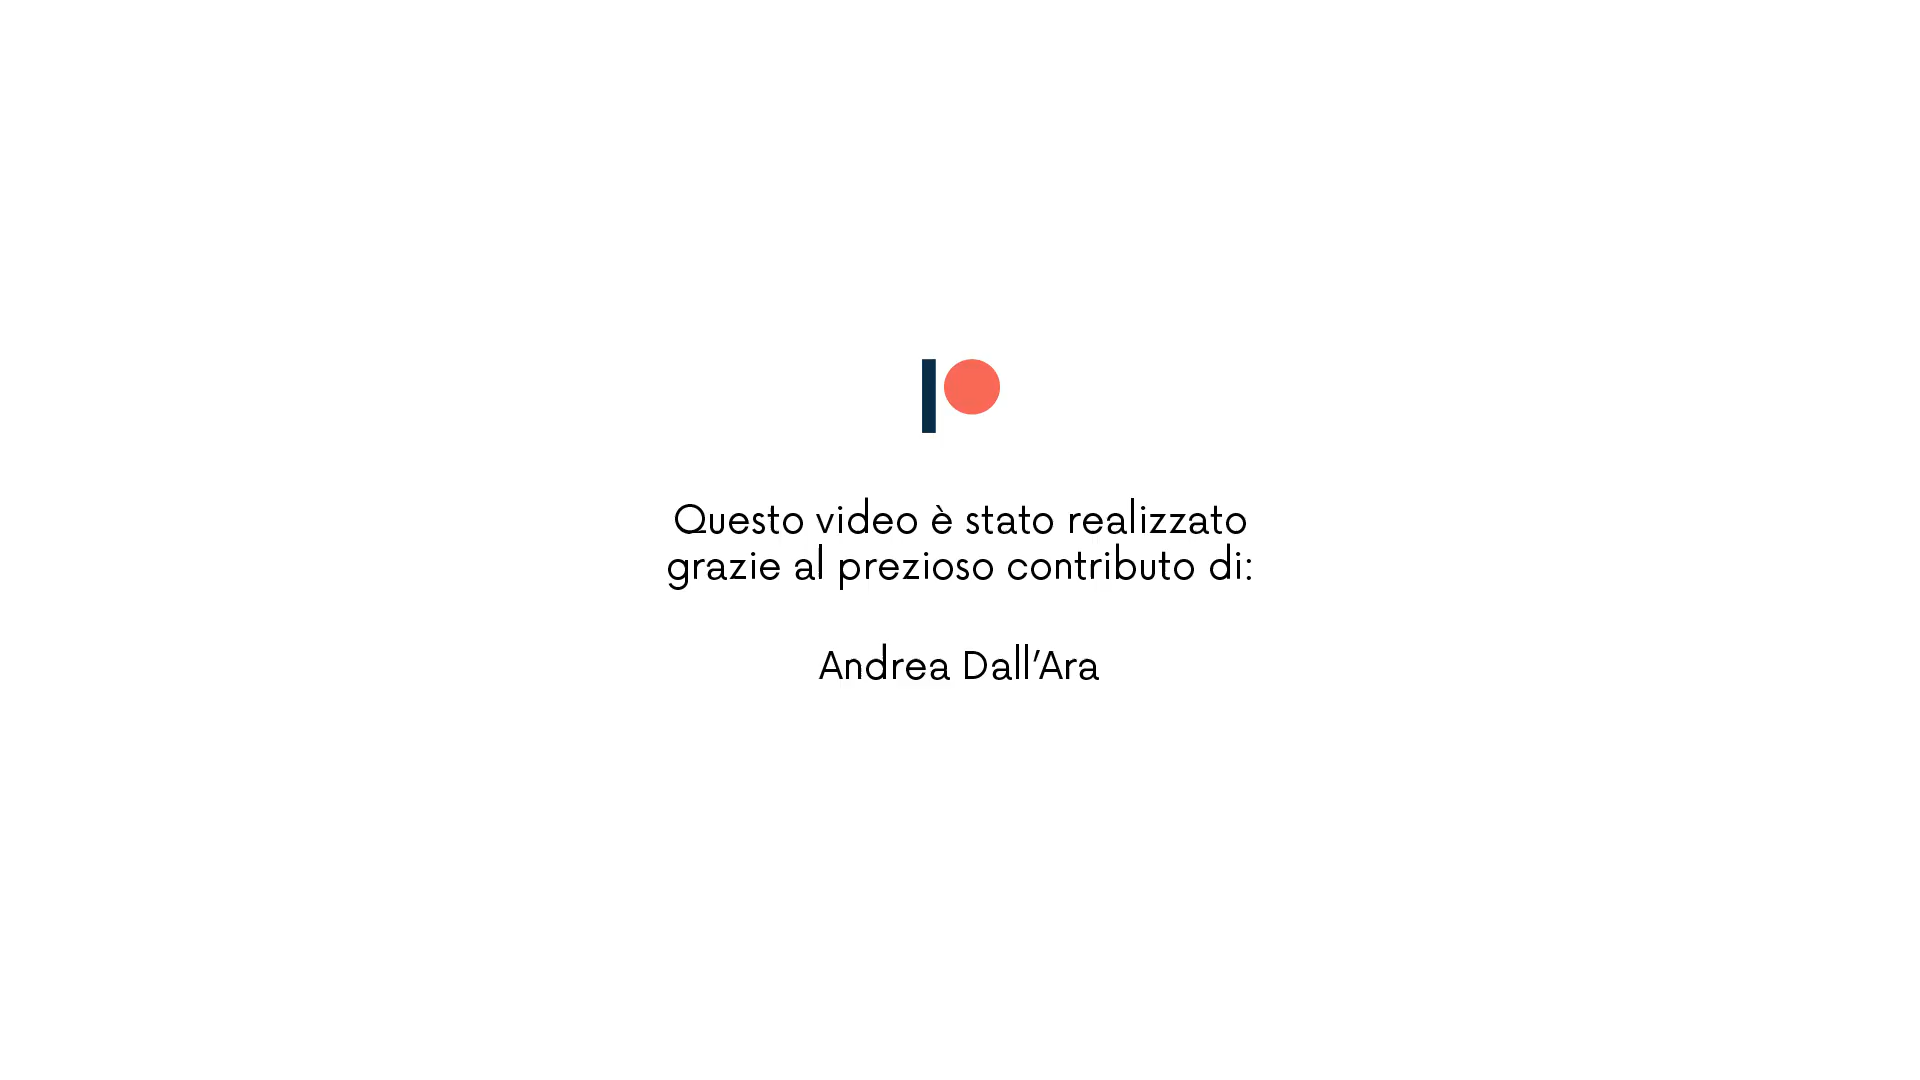 Questo video è stato realizzato
grazie al prezioso contributo di:
Andrea Dall’Ara